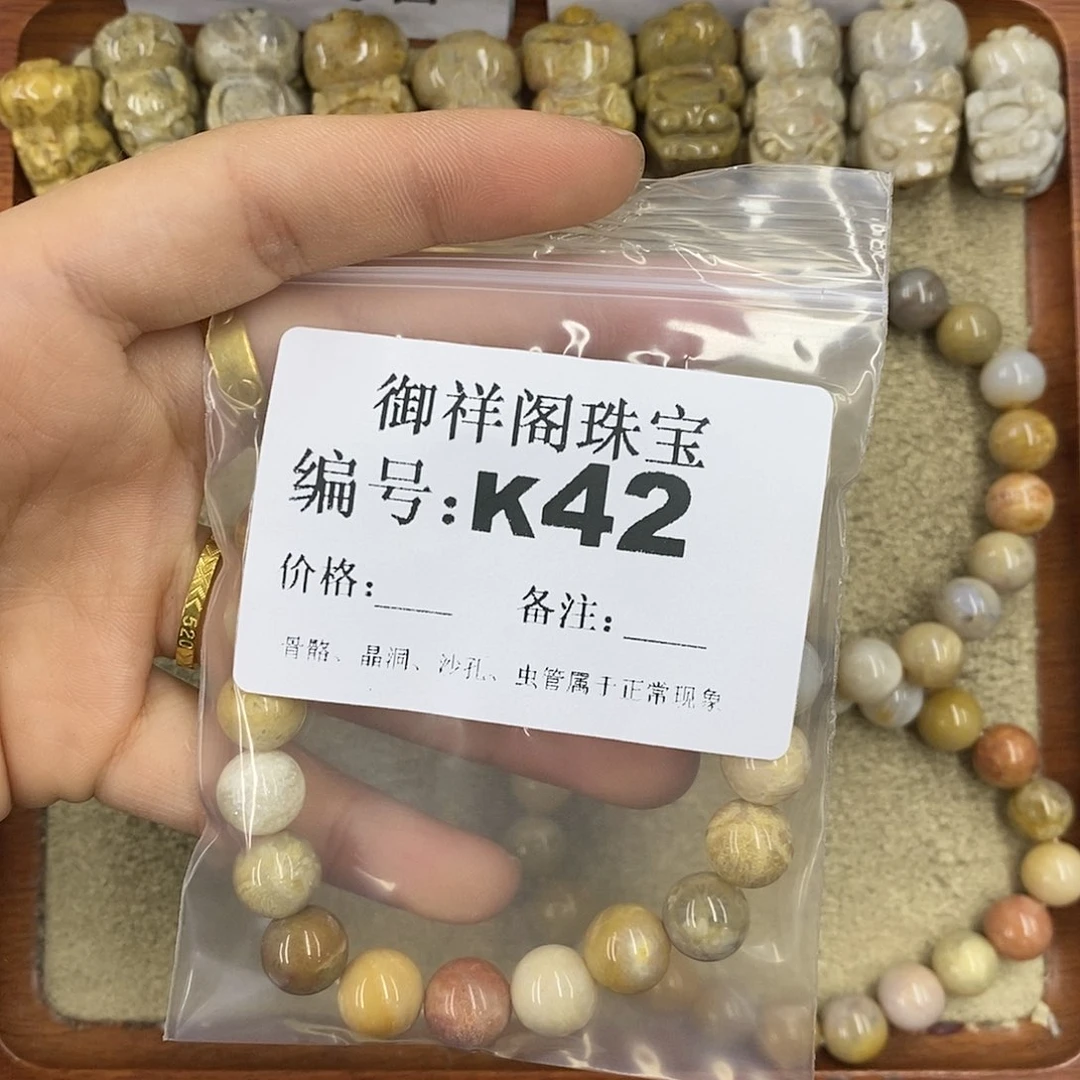 御祥阁珠宝
编号:K42
价格:____ 备注:____
骨骼、晶洞、沙孔、虫管属于正常现象
520